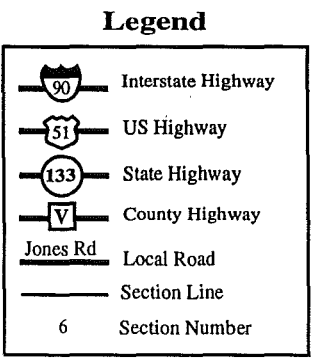 Legend
90 Interstate Highway
51 US Highway
133 State Highway
V County Highway
Jones Rd Local Road
Section Line
6 Section Number